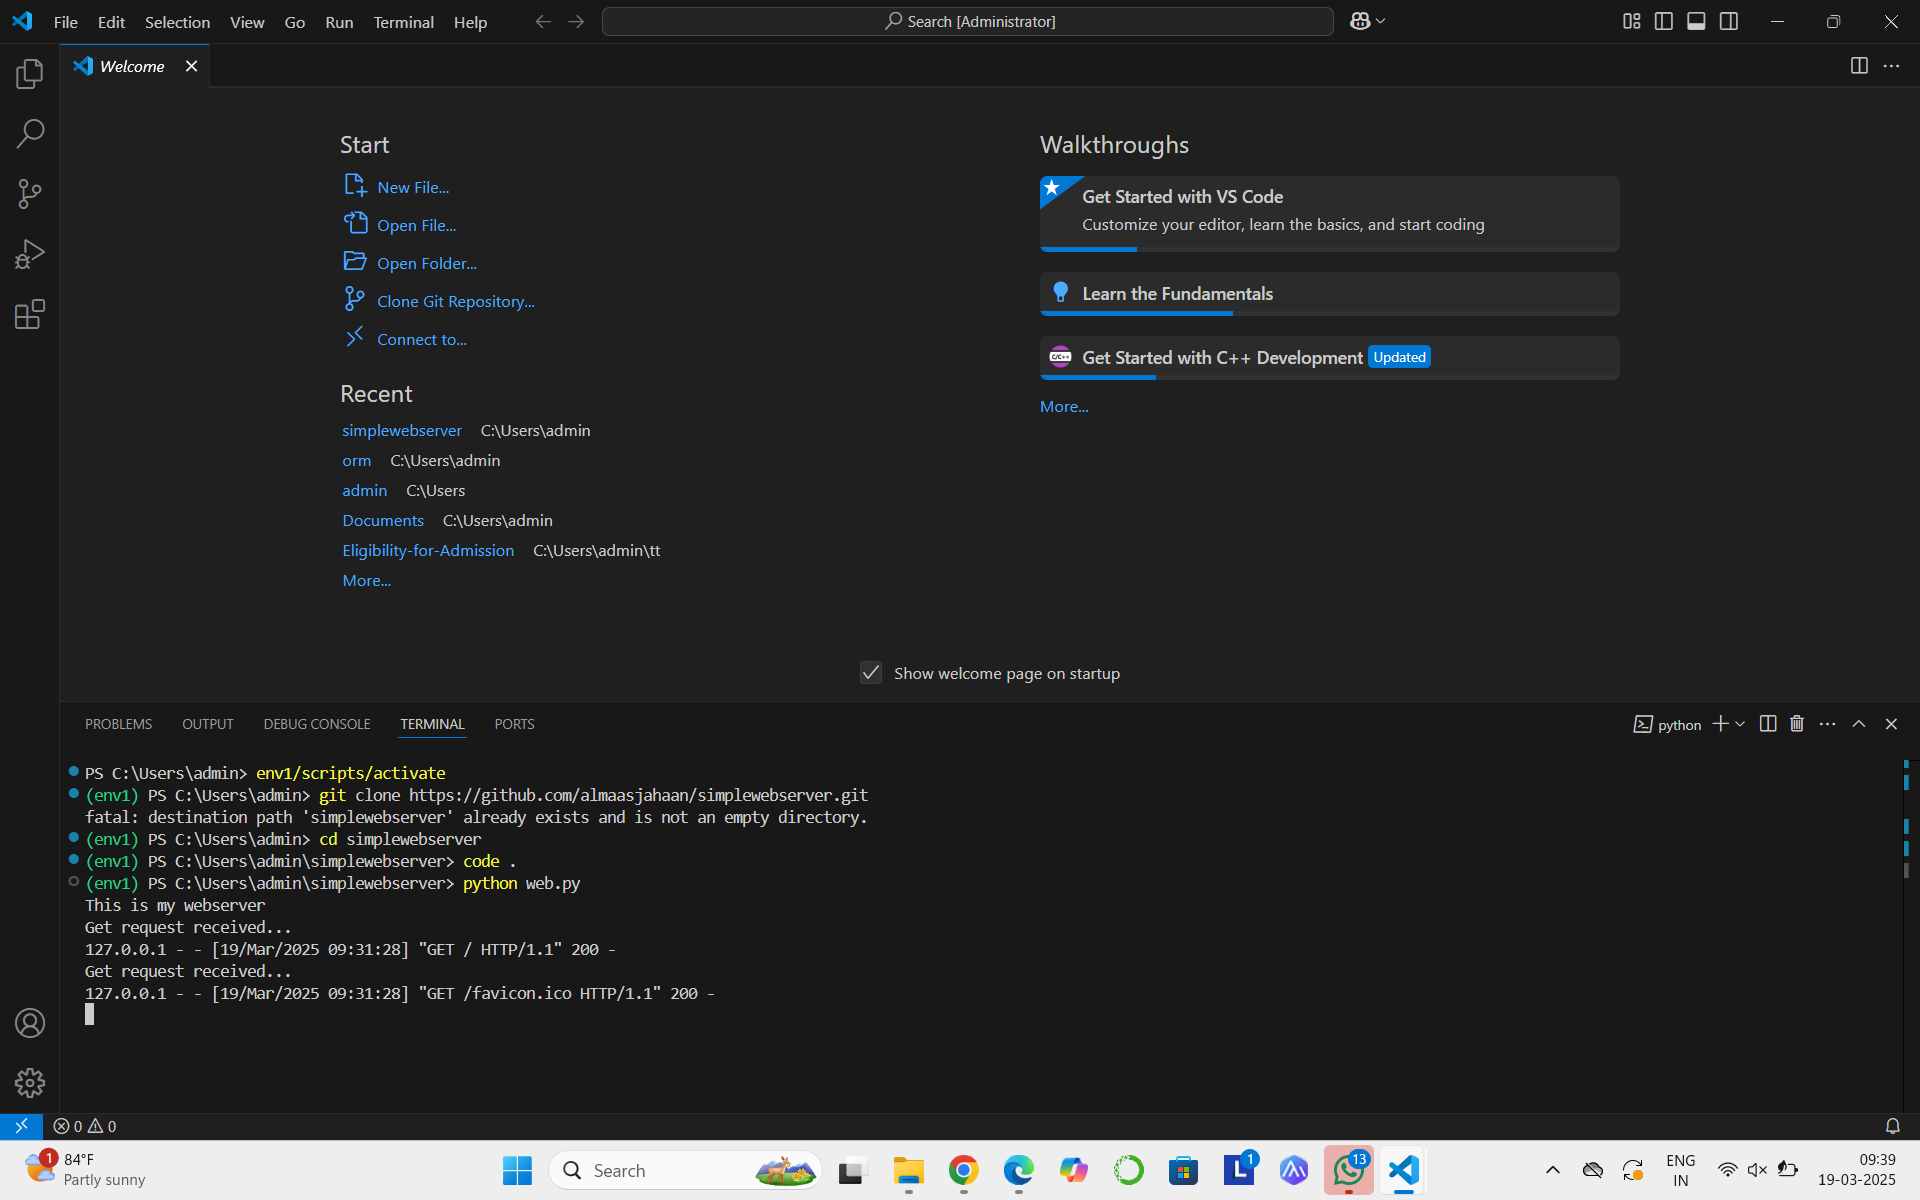 File Edit Selection View Go Run Terminal Help
Search [Administrator]
Welcome
Start
New File...
Open File...
Open Folder...
Clone Git Repository...
Connect to...
Recent
simplewebserver C:\Users\admin
orm C:\Users\admin
admin C:\Users
Documents C:\Users\admin
Eligibility-for-Admission C:\Users\admin\tt
More...
Walkthroughs
Get Started with VS Code
Customize your editor, learn the basics, and start coding
Learn the Fundamentals
C/C++ Get Started with C++ Development Updated
More...
Show welcome page on startup
PROBLEMS OUTPUT DEBUG CONSOLE TERMINAL PORTS
python
PS C:\Users\admin> env1/scripts/activate
(env1) PS C:\Users\admin> git clone https://github.com/almaasjahaan/simplewebserver.git
fatal: destination path 'simplewebserver' already exists and is not an empty directory.
(env1) PS C:\Users\admin> cd simplewebserver
(env1) PS C:\Users\admin\simplewebserver> code .
(env1) PS C:\Users\admin\simplewebserver> python web.py
This is my webserver
Get request received...
127.0.0.1 - - [19/Mar/2025 09:31:28] "GET / HTTP/1.1" 200 -
Get request received...
127.0.0.1 - - [19/Mar/2025 09:31:28] "GET /favicon.ico HTTP/1.1" 200 -
0 0
1
84°F
Partly sunny
Search
L 1
13
ENG
IN
09:39
19-03-2025